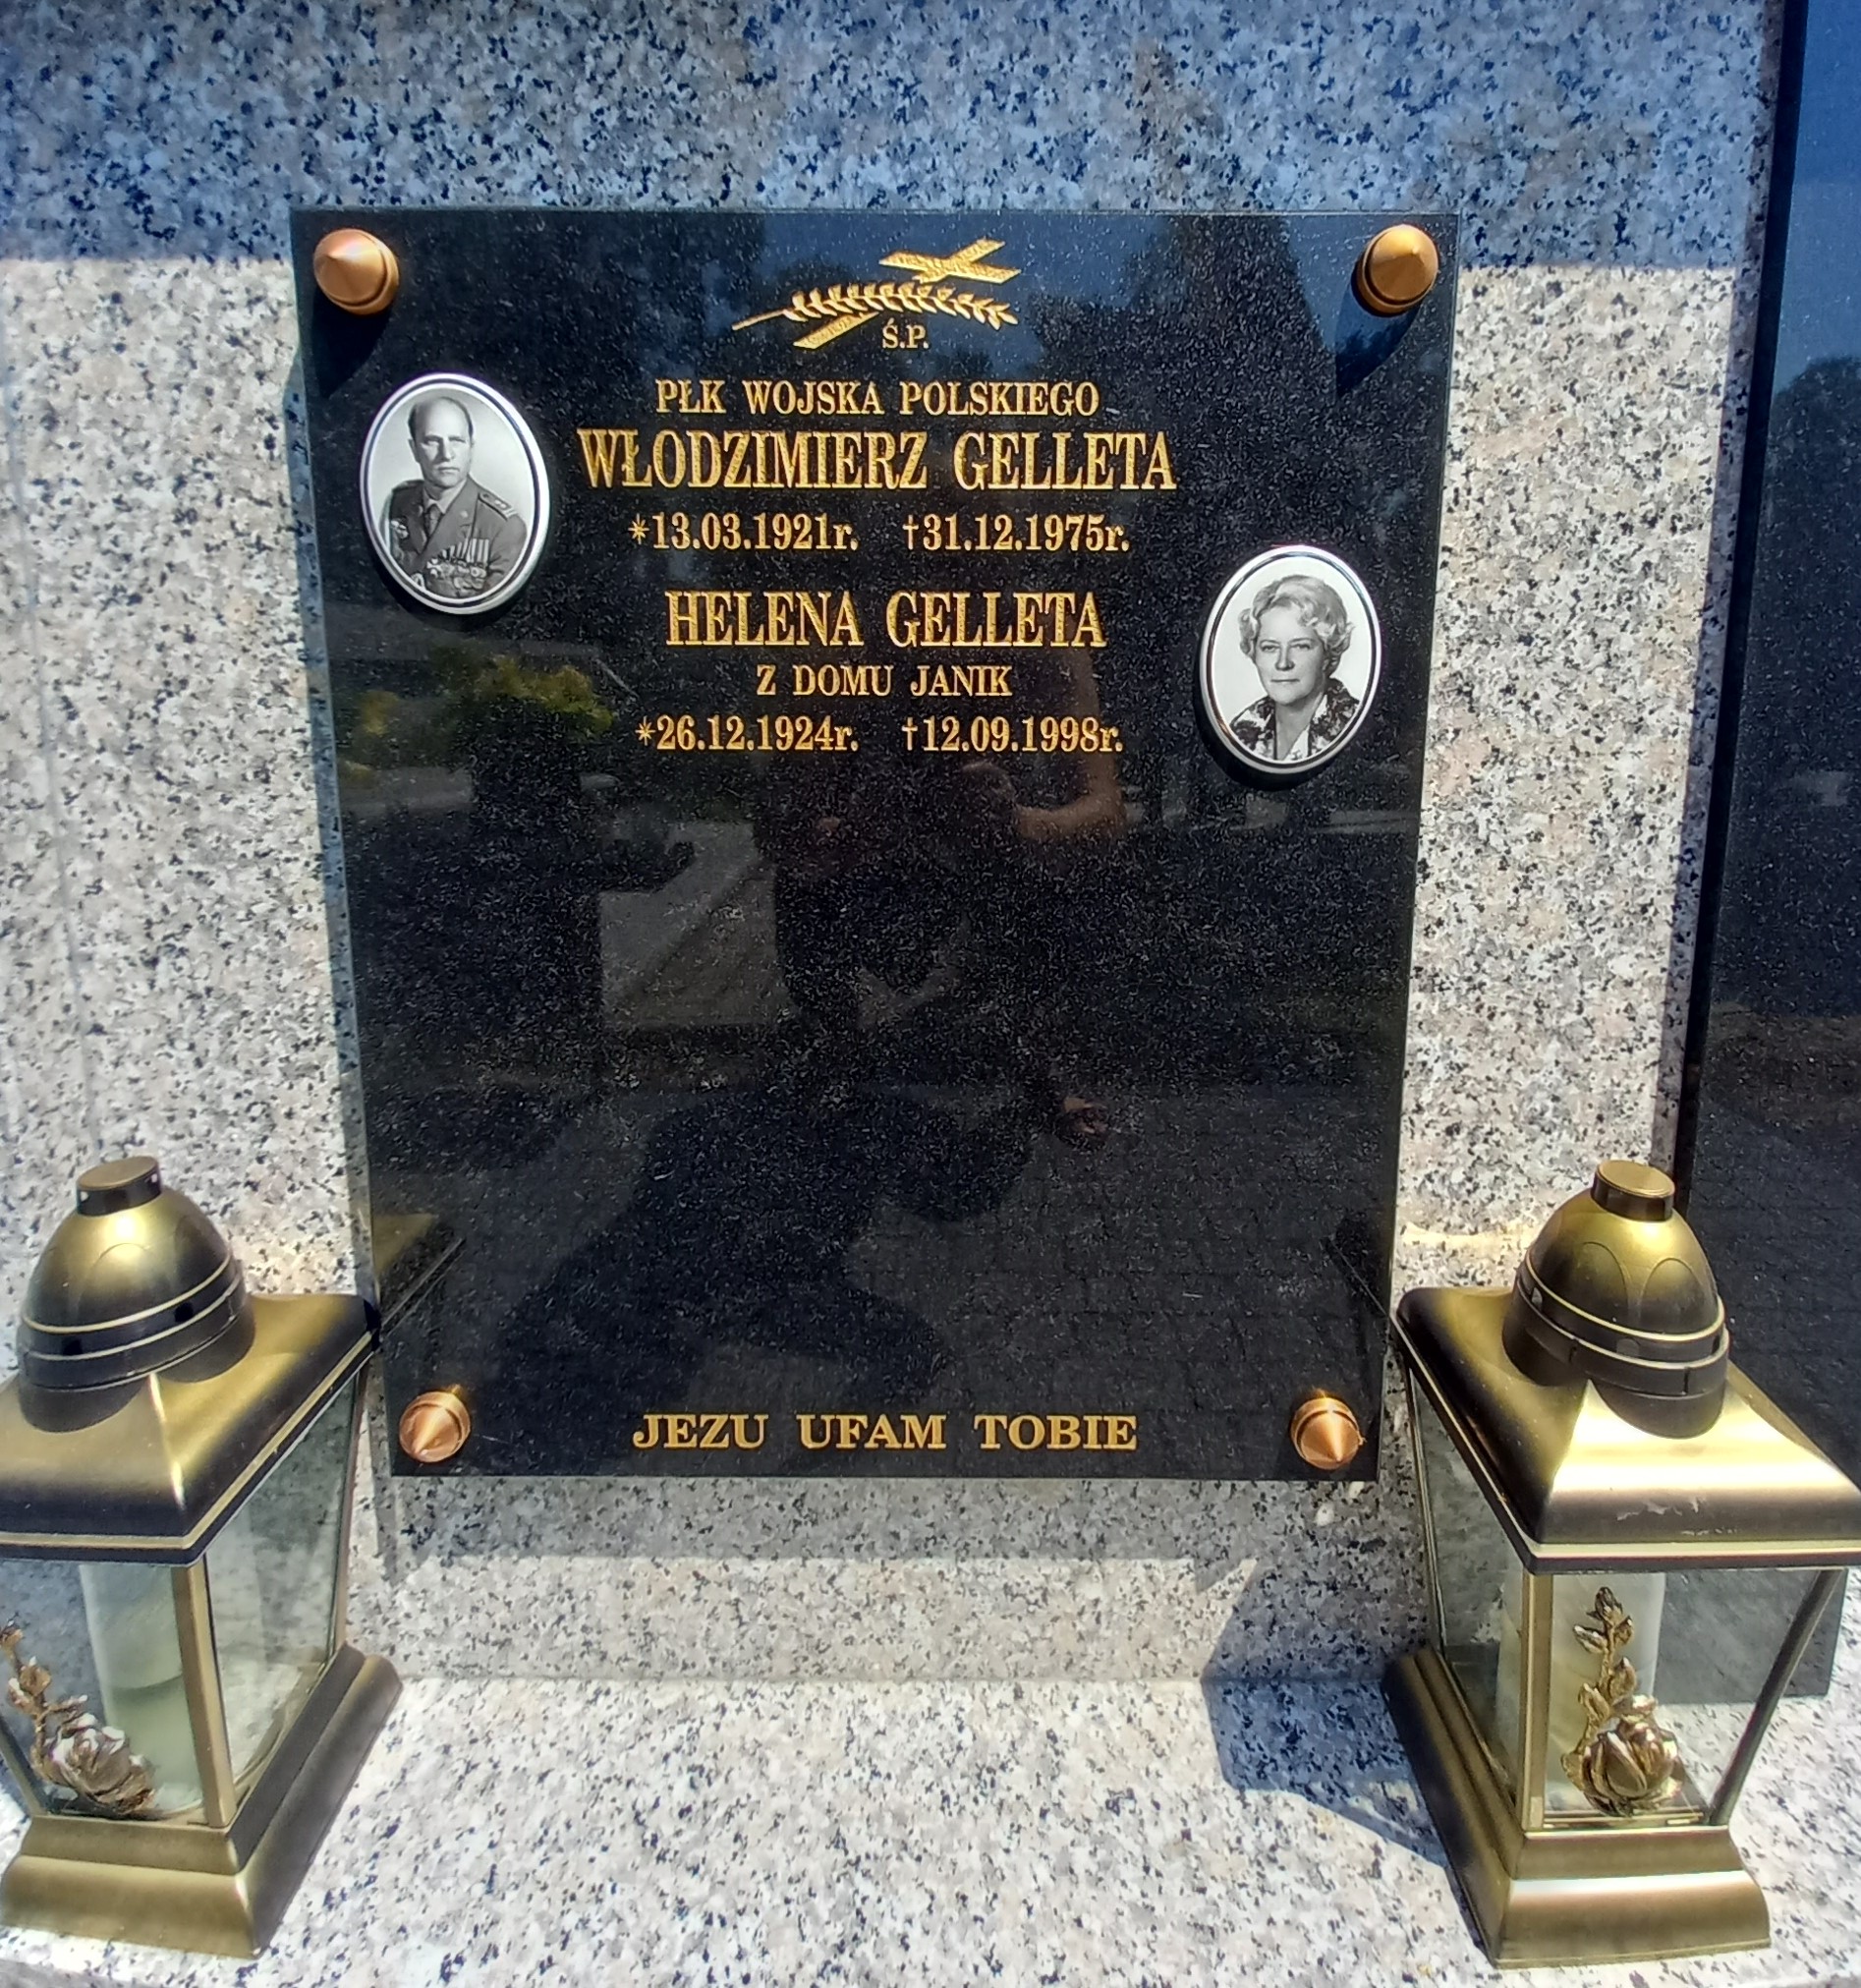 Ś.P.
PŁK WOJSKA POLSKIEGO
WŁODZIMIERZ GELLETA
*13.03.1921r. †31.12.1975r.
HELENA GELLETA
Z DOMU JANIK
*26.12.1924r. †12.09.1998r.
JEZU UFAM TOBIE